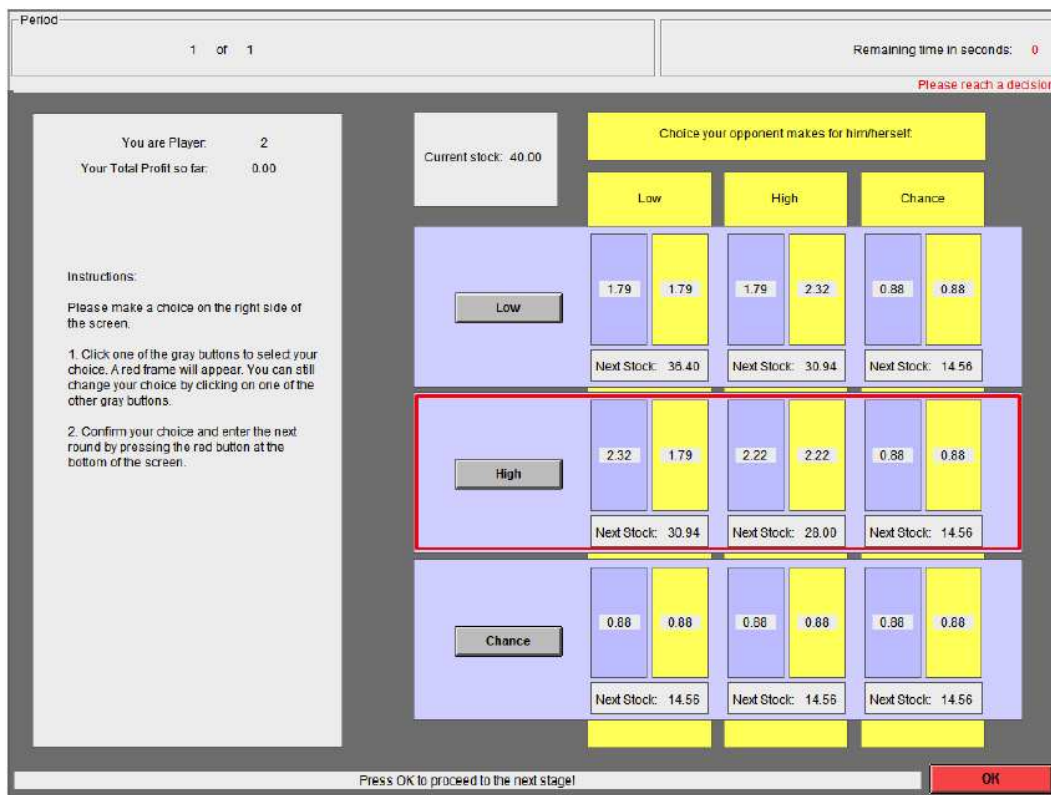 Period
1 of 1
Remaining time in seconds: 0
Please reach a decision
You are Player: 2
Your Total Profit so far: 0.00
Instructions:
Please make a choice on the right side of
the screen.
1. Click one of the gray buttons to select your
choice. A red frame will appear. You can still
change your choice by clicking on one of the
other gray buttons.
2. Confirm your choice and enter the next
round by pressing the red button at the
bottom of the screen.
Current stock: 40.00
Choice your opponent makes for him/herself:
Low High Chance
Low
1.79 1.79 1.79 2.32 0.88 0.88
Next Stock: 36.40 Next Stock: 30.94 Next Stock: 14.56
High
2.32 1.79 2.22 2.22 0.88 0.88
Next Stock: 30.94 Next Stock: 28.00 Next Stock: 14.56
Chance
0.88 0.88 0.88 0.88 0.88 0.88
Next Stock: 14.56 Next Stock: 14.56 Next Stock: 14.56
Press OK to proceed to the next stage!
OK